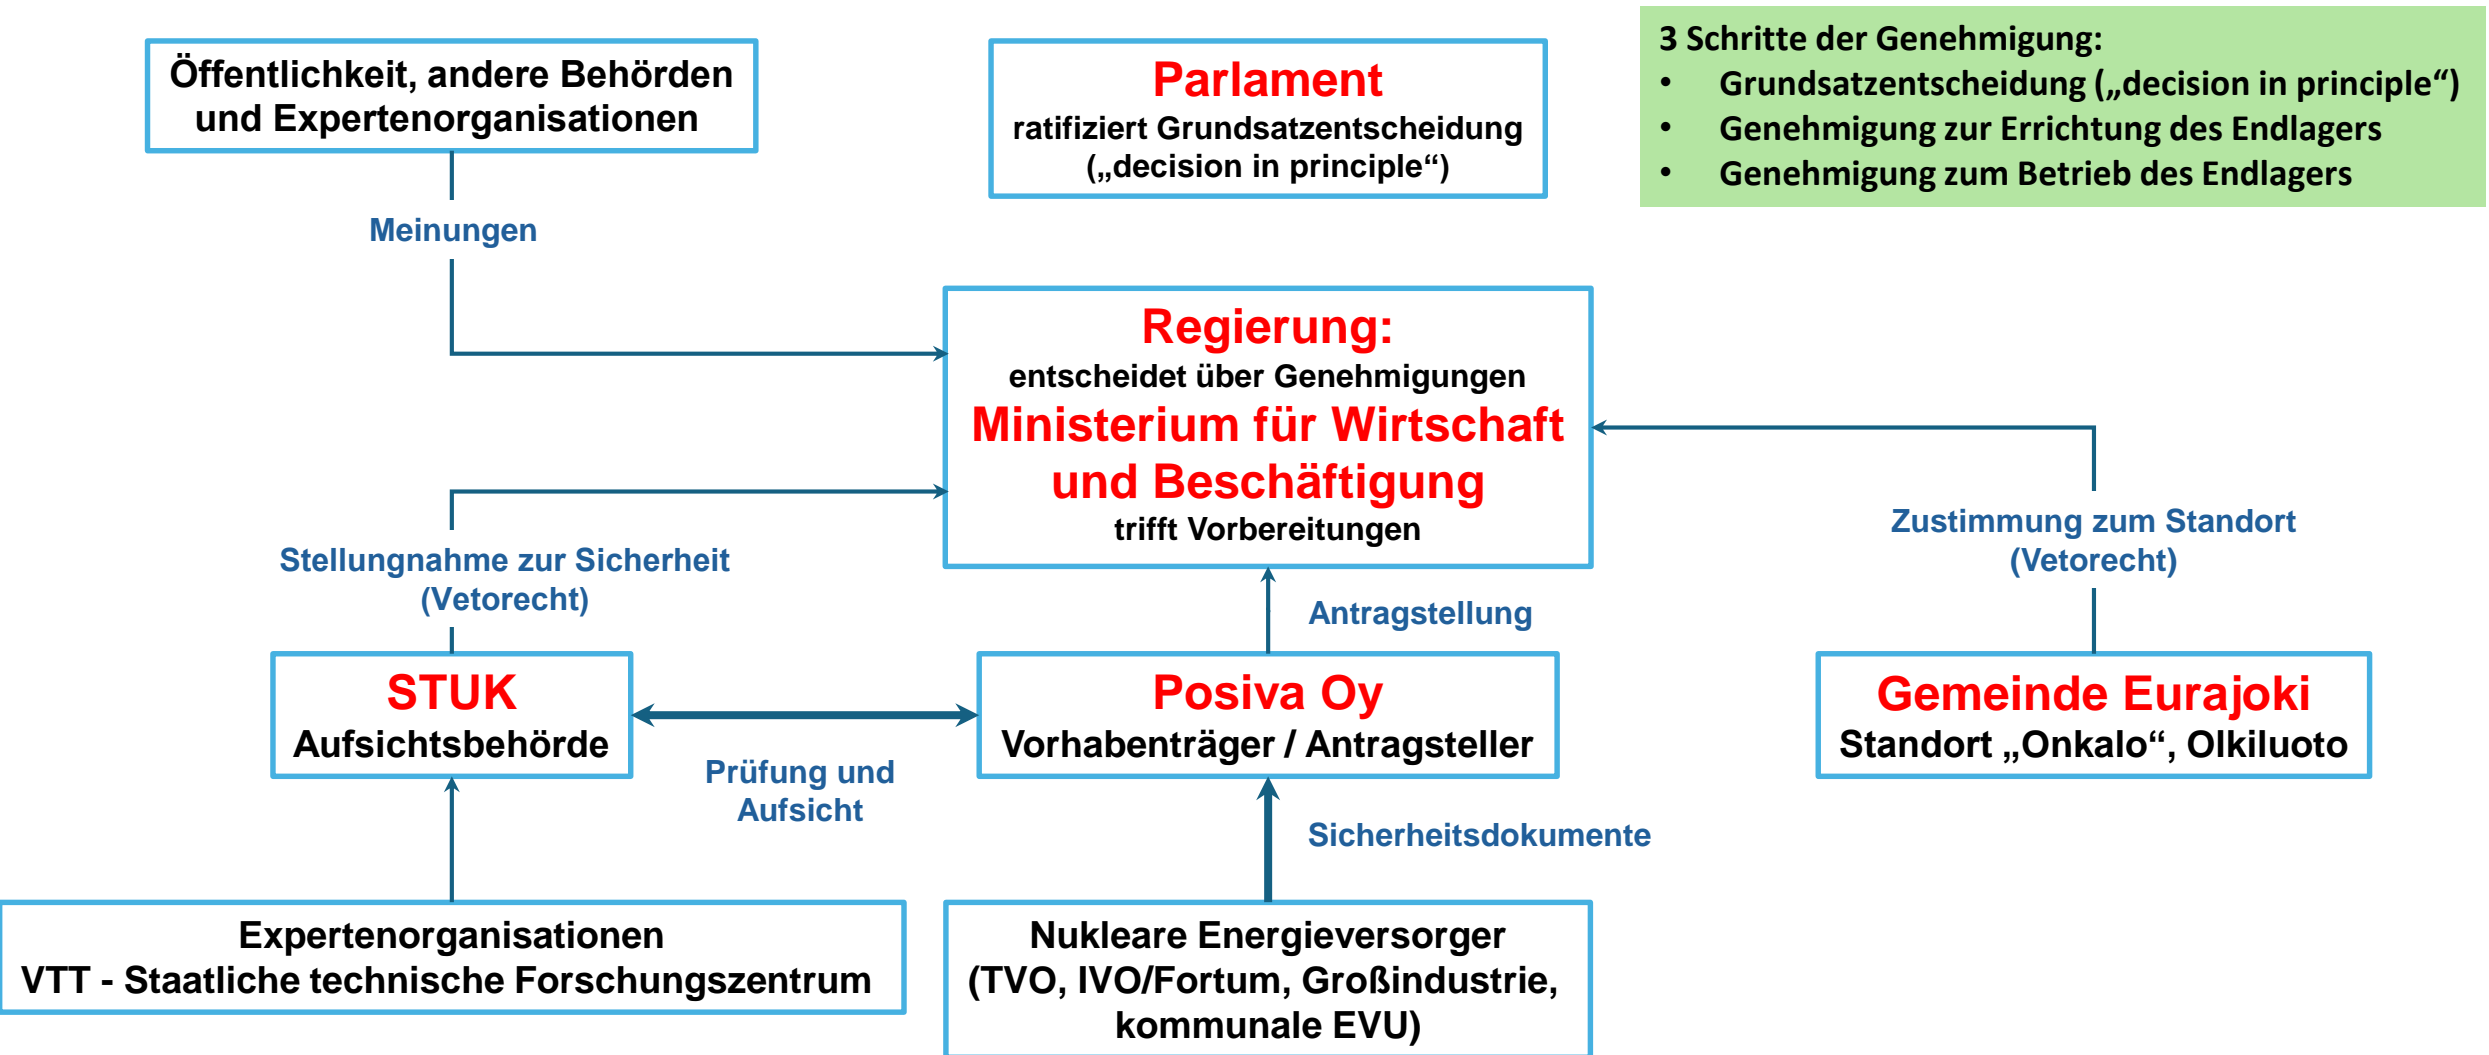 Öffentlichkeit, andere Behörden
und Expertenorganisationen
Parlament
ratifiziert Grundsatzentscheidung
(„decision in principle“)
3 Schritte der Genehmigung:
• Grundsatzentscheidung („decision in principle“)
• Genehmigung zur Errichtung des Endlagers
• Genehmigung zum Betrieb des Endlagers
Meinungen
Regierung:
entscheidet über Genehmigungen
Ministerium für Wirtschaft
und Beschäftigung
trifft Vorbereitungen
Stellungnahme zur Sicherheit
(Vetorecht)
Antragstellung
Zustimmung zum Standort
(Vetorecht)
STUK
Aufsichtsbehörde
Prüfung und
Aufsicht
Posiva Oy
Vorhabenträger / Antragsteller
Gemeinde Eurajoki
Standort „Onkalo“, Olkiluoto
Sicherheitsdokumente
Expertenorganisationen
VTT - Staatliche technische Forschungszentrum
Nukleare Energieversorger
(TVO, IVO/Fortum, Großindustrie,
kommunale EVU)